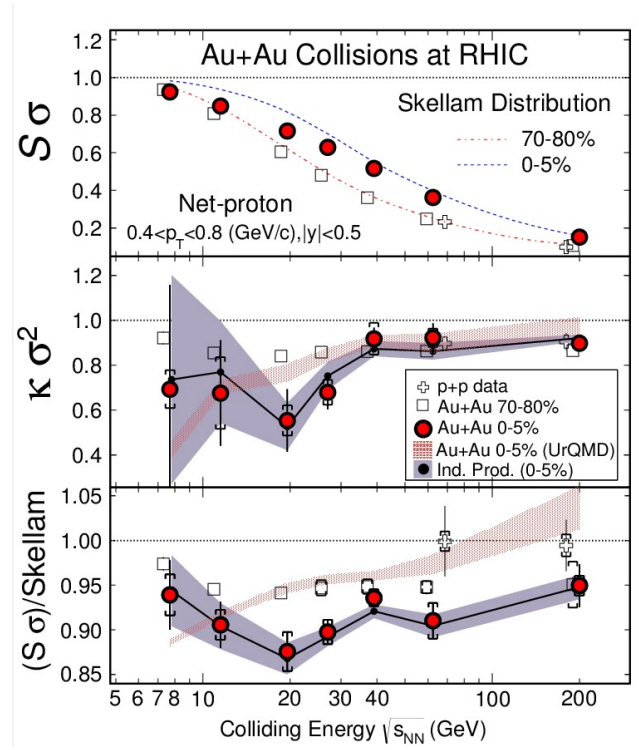 Au+Au Collisions at RHIC
Skellam Distribution
70-80%
0-5%
Net-proton
0.4<p_T<0.8 (GeV/c),|y|<0.5
S σ
1.2
1.0
0.8
0.6
0.4
0.2
κ σ²
1.2
1.0
0.8
0.6
0.4
p+p data
Au+Au 70-80%
Au+Au 0-5%
Au+Au 0-5% (UrQMD)
Ind. Prod. (0-5%)
(S σ)/Skellam
1.05
1.00
0.95
0.90
0.85
5 6 7 8 10 20 30 40 100 200
Colliding Energy √s_NN (GeV)